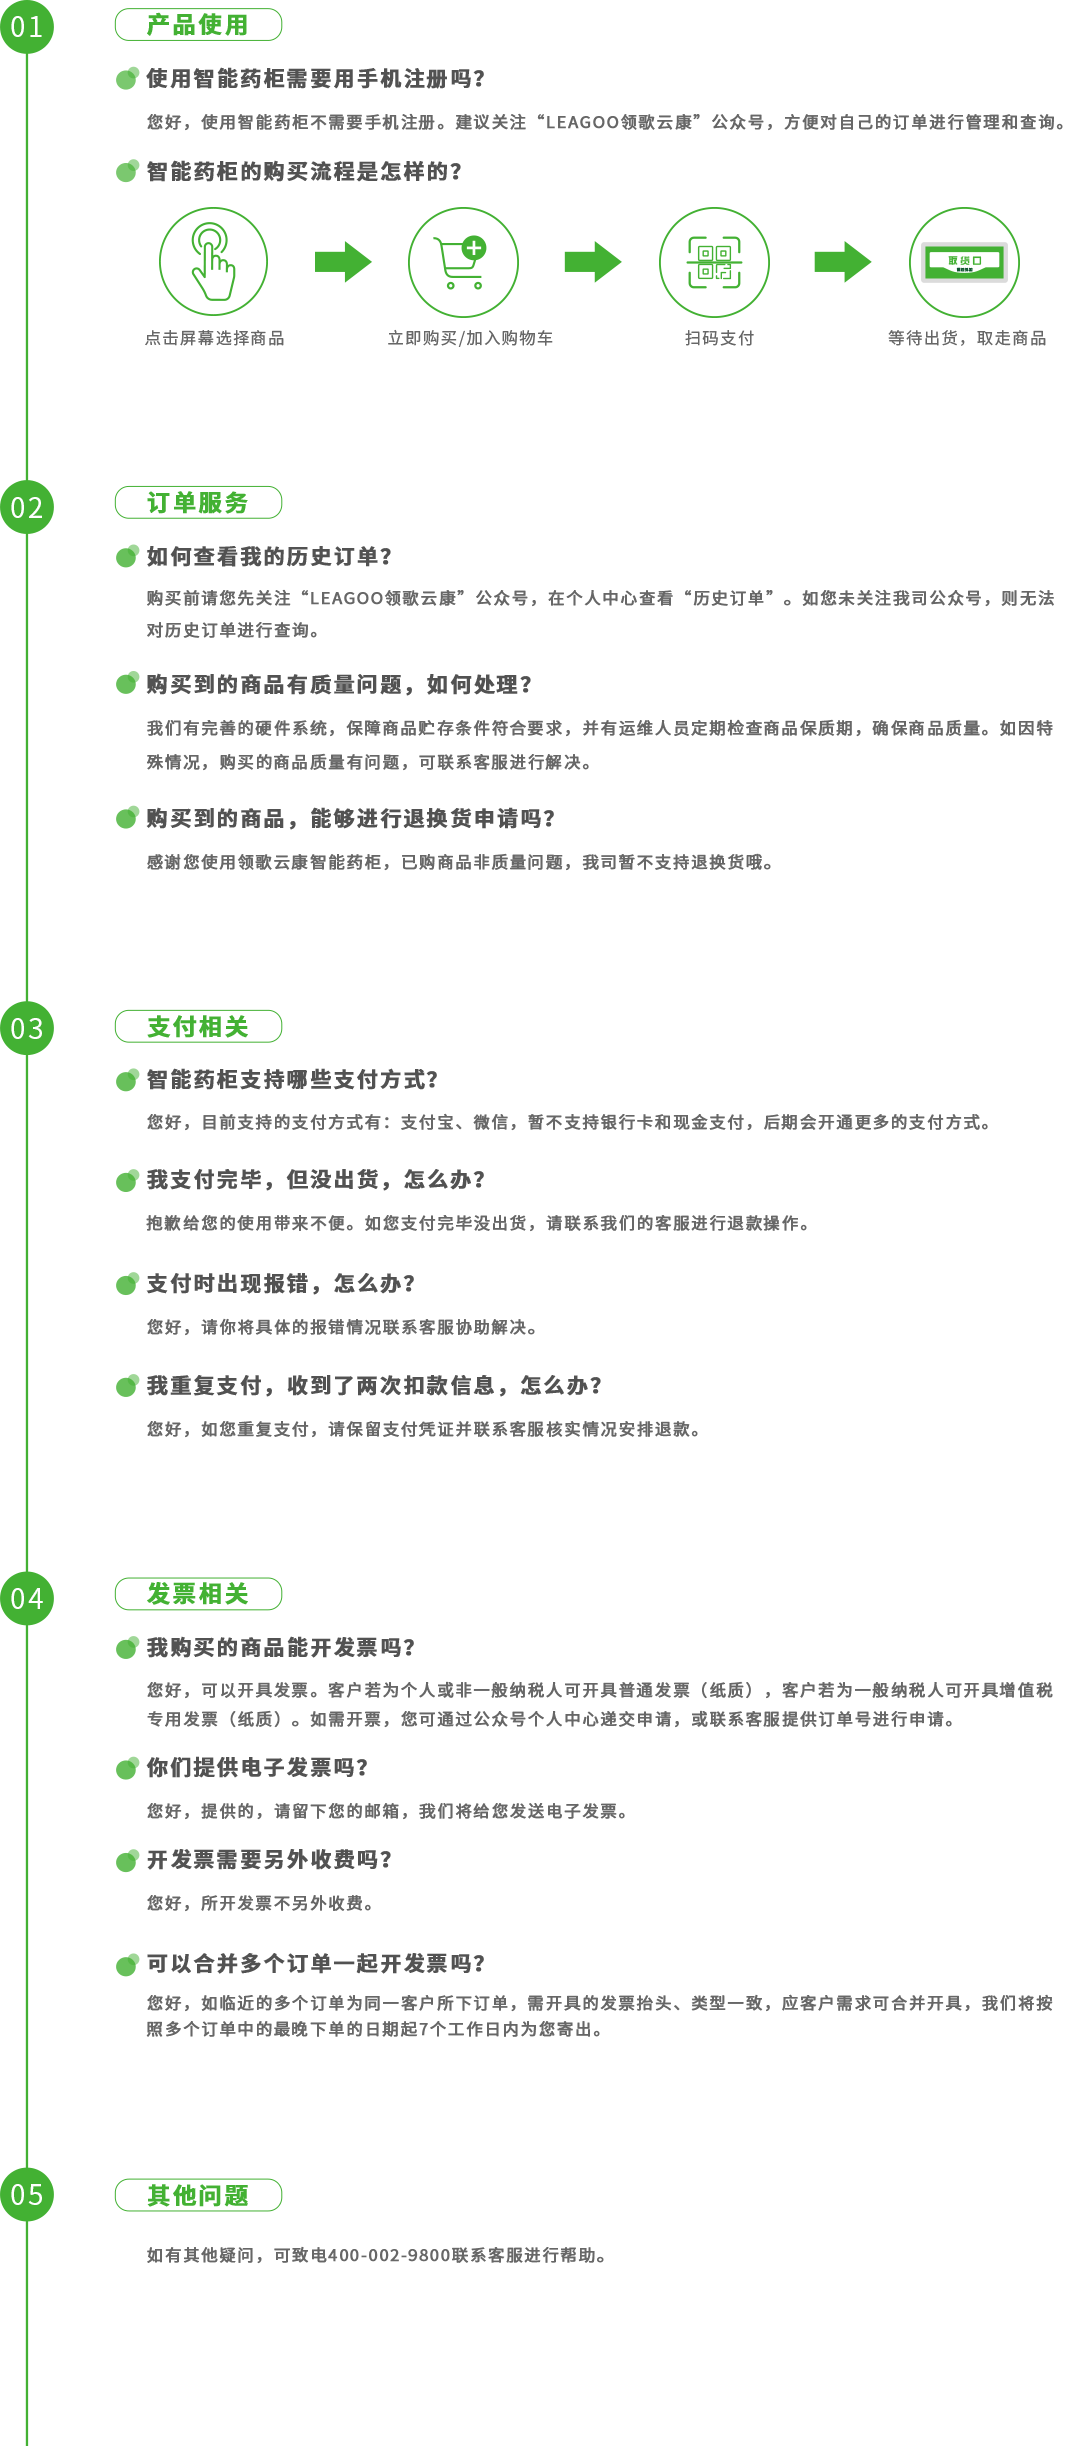 01
产品使用
使用智能药柜需要用手机注册吗？
您好，使用智能药柜不需要手机注册。建议关注“LEAGOO领歌云康”公众号，方便对自己的订单进行管理和查询。
智能药柜的购买流程是怎样的？
取货口
点击屏幕选择商品
立即购买/加入购物车
扫码支付
等待出货，取走商品
02
订单服务
如何查看我的历史订单？
购买前请您先关注“LEAGOO领歌云康”公众号，在个人中心查看“历史订单”。如您未关注我司公众号，则无法
对历史订单进行查询。
购买到的商品有质量问题，如何处理？
我们有完善的硬件系统，保障商品贮存条件符合要求，并有运维人员定期检查商品保质期，确保商品质量。如因特
殊情况，购买的商品质量有问题，可联系客服进行解决。
购买到的商品，能够进行退换货申请吗？
感谢您使用领歌云康智能药柜，已购商品非质量问题，我司暂不支持退换货哦。
03
支付相关
智能药柜支持哪些支付方式？
您好，目前支持的支付方式有：支付宝、微信，暂不支持银行卡和现金支付，后期会开通更多的支付方式。
我支付完毕，但没出货，怎么办？
抱歉给您的使用带来不便。如您支付完毕没出货，请联系我们的客服进行退款操作。
支付时出现报错，怎么办？
您好，请你将具体的报错情况联系客服协助解决。
我重复支付，收到了两次扣款信息，怎么办？
您好，如您重复支付，请保留支付凭证并联系客服核实情况安排退款。
04
发票相关
我购买的商品能开发票吗？
您好，可以开具发票。客户若为个人或非一般纳税人可开具普通发票（纸质），客户若为一般纳税人可开具增值税
专用发票（纸质）。如需开票，您可通过公众号个人中心递交申请，或联系客服提供订单号进行申请。
你们提供电子发票吗？
您好，提供的，请留下您的邮箱，我们将给您发送电子发票。
开发票需要另外收费吗？
您好，所开发票不另外收费。
可以合并多个订单一起开发票吗？
您好，如临近的多个订单为同一客户所下订单，需开具的发票抬头、类型一致，应客户需求可合并开具，我们将按
照多个订单中的最晚下单的日期起7个工作日内为您寄出。
05
其他问题
如有其他疑问，可致电400-002-9800联系客服进行帮助。